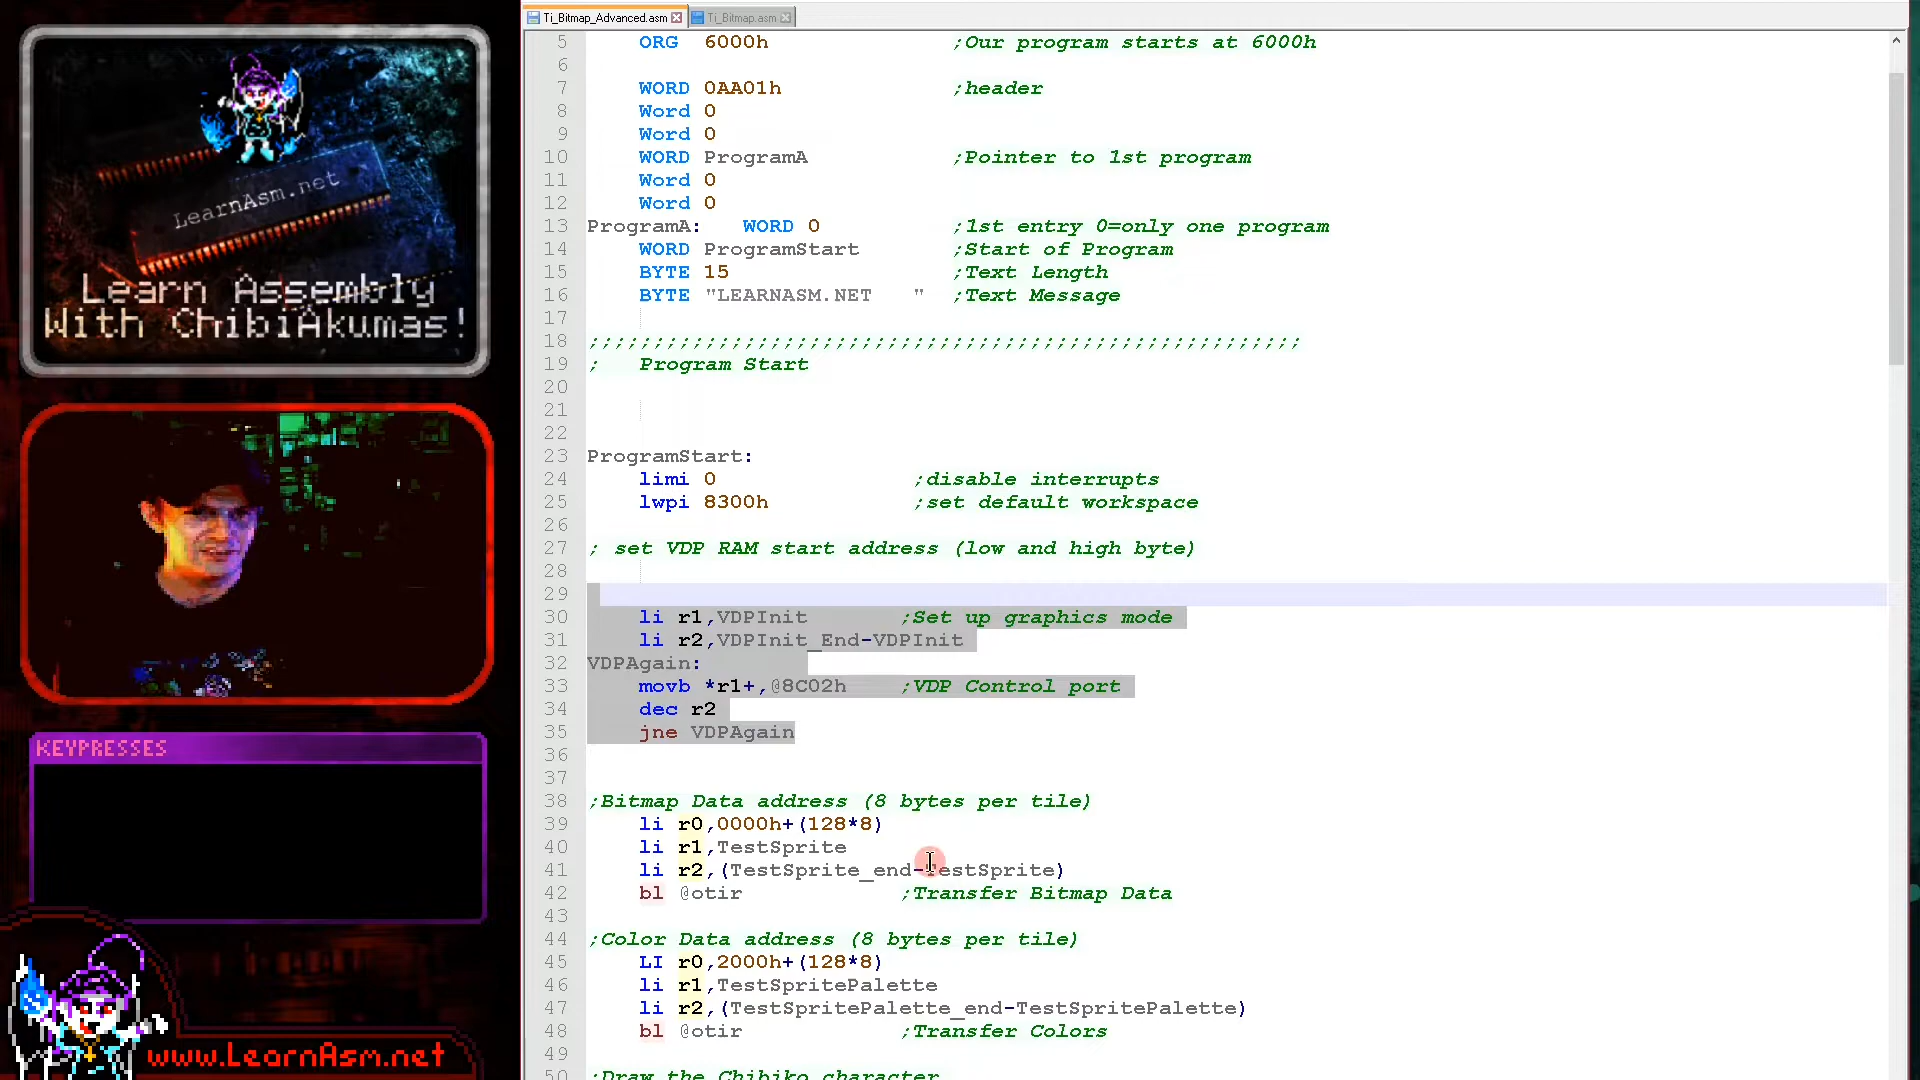 LearnAsm.net
Learn Assembly
With ChibiAkumas!
KEYPRESSES
www.LearnAsm.net
Ti_Bitmap_Advanced.asm
Ti_Bitmap.asm
5 ORG 6000h ;Our program starts at 6000h
6
7 WORD 0AA01h ;header
8 Word 0
9 Word 0
10 WORD ProgramA ;Pointer to 1st program
11 Word 0
12 Word 0
13 ProgramA: WORD 0 ;1st entry 0=only one program
14 WORD ProgramStart ;Start of Program
15 BYTE 15 ;Text Length
16 BYTE "LEARNASM.NET   " ;Text Message
17
18 ;;;;;;;;;;;;;;;;;;;;;;;;;;;;;;;;;;;;;;;;;;;;;;;;;;;;;;;
19 ; Program Start
20
21
22
23 ProgramStart:
24 limi 0 ;disable interrupts
25 lwpi 8300h ;set default workspace
26
27 ; set VDP RAM start address (low and high byte)
28
29
30 li r1,VDPInit ;Set up graphics mode
31 li r2,VDPInit_End-VDPInit
32 VDPAgain:
33 movb *r1+,@8C02h ;VDP Control port
34 dec r2
35 jne VDPAgain
36
37
38 ;Bitmap Data address (8 bytes per tile)
39 li r0,0000h+(128*8)
40 li r1,TestSprite
41 li r2,(TestSprite_end-TestSprite)
42 bl @otir ;Transfer Bitmap Data
43
44 ;Color Data address (8 bytes per tile)
45 LI r0,2000h+(128*8)
46 li r1,TestSpritePalette
47 li r2,(TestSpritePalette_end-TestSpritePalette)
48 bl @otir ;Transfer Colors
49
50 ;Draw the Chibiko character